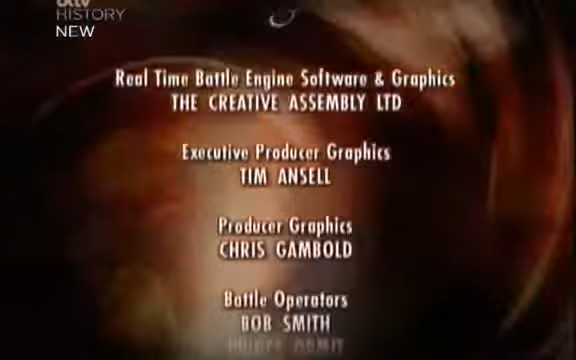 uktv
HISTORY
NEW
Real Time Battle Engine Software & Graphics
THE CREATIVE ASSEMBLY LTD
Executive Producer Graphics
TIM ANSELL
Producer Graphics
CHRIS GAMBOLD
Battle Operators
BOB SMITH